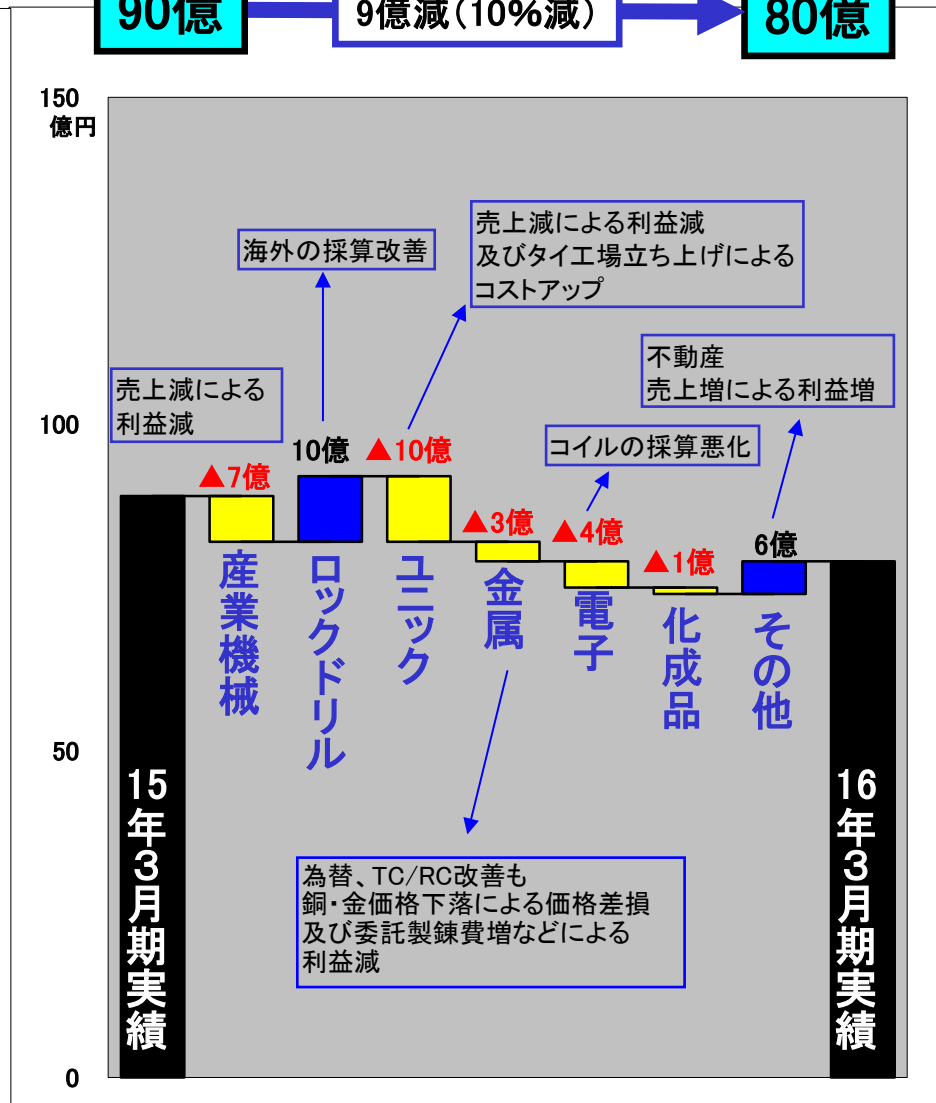 90億
9億減(10%減)
80億
150
億円
100
50
0
売上減による
利益減
海外の採算改善
売上減による利益減
及びタイ工場立ち上げによる
コストアップ
不動産
売上増による利益増
コイルの採算悪化
▲7億
10億
▲10億
▲3億
▲4億
▲1億
6億
産業機械
ロックドリル
ユニック
金属
電子
化成品
その他
15年3月期実績
16年3月期実績
為替、TC/RC改善も
銅・金価格下落による価格差損
及び委託製錬費増などによる
利益減